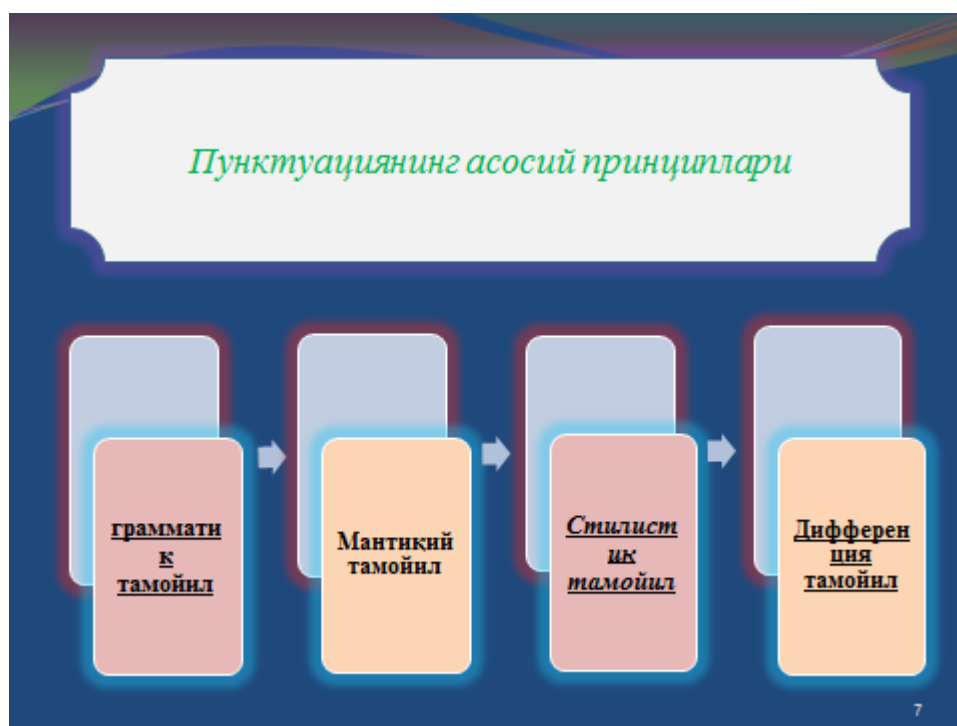 Пунктуациянинг асосий принциплари
граммати
к
тамойил
Мантиқий
тамойил
Стилист
ик
тамойил
Дифферен
ция
тамойил
7